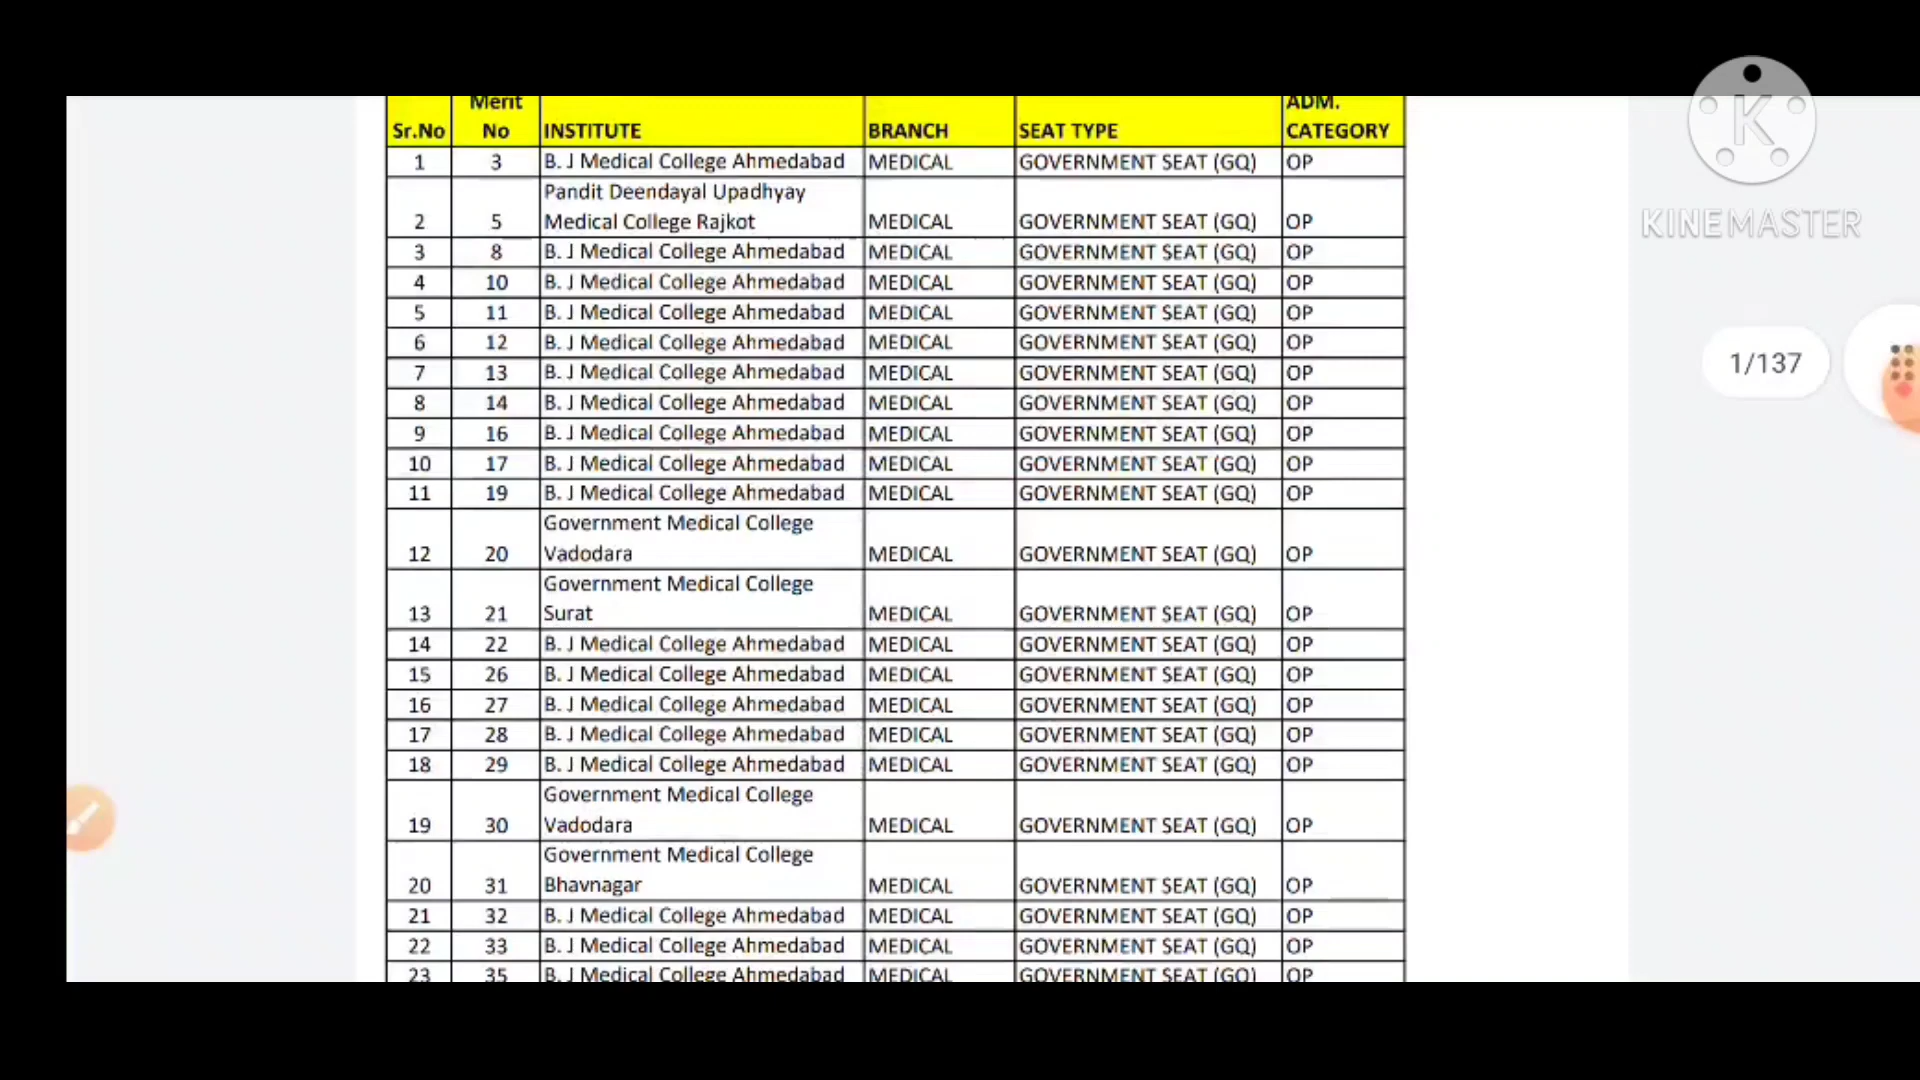 Merit ADM.
Sr.No No INSTITUTE BRANCH SEAT TYPE CATEGORY
1 3 B. J Medical College Ahmedabad MEDICAL GOVERNMENT SEAT (GQ) OP
Pandit Deendayal Upadhyay
2 5 Medical College Rajkot MEDICAL GOVERNMENT SEAT (GQ) OP
3 8 B. J Medical College Ahmedabad MEDICAL GOVERNMENT SEAT (GQ) OP
4 10 B. J Medical College Ahmedabad MEDICAL GOVERNMENT SEAT (GQ) OP
5 11 B. J Medical College Ahmedabad MEDICAL GOVERNMENT SEAT (GQ) OP
6 12 B. J Medical College Ahmedabad MEDICAL GOVERNMENT SEAT (GQ) OP
7 13 B. J Medical College Ahmedabad MEDICAL GOVERNMENT SEAT (GQ) OP
8 14 B. J Medical College Ahmedabad MEDICAL GOVERNMENT SEAT (GQ) OP
9 16 B. J Medical College Ahmedabad MEDICAL GOVERNMENT SEAT (GQ) OP
10 17 B. J Medical College Ahmedabad MEDICAL GOVERNMENT SEAT (GQ) OP
11 19 B. J Medical College Ahmedabad MEDICAL GOVERNMENT SEAT (GQ) OP
Government Medical College
12 20 Vadodara MEDICAL GOVERNMENT SEAT (GQ) OP
Government Medical College
13 21 Surat MEDICAL GOVERNMENT SEAT (GQ) OP
14 22 B. J Medical College Ahmedabad MEDICAL GOVERNMENT SEAT (GQ) OP
15 26 B. J Medical College Ahmedabad MEDICAL GOVERNMENT SEAT (GQ) OP
16 27 B. J Medical College Ahmedabad MEDICAL GOVERNMENT SEAT (GQ) OP
17 28 B. J Medical College Ahmedabad MEDICAL GOVERNMENT SEAT (GQ) OP
18 29 B. J Medical College Ahmedabad MEDICAL GOVERNMENT SEAT (GQ) OP
Government Medical College
19 30 Vadodara MEDICAL GOVERNMENT SEAT (GQ) OP
Government Medical College
20 31 Bhavnagar MEDICAL GOVERNMENT SEAT (GQ) OP
21 32 B. J Medical College Ahmedabad MEDICAL GOVERNMENT SEAT (GQ) OP
22 33 B. J Medical College Ahmedabad MEDICAL GOVERNMENT SEAT (GQ) OP
23 35 B. J Medical College Ahmedabad MEDICAL GOVERNMENT SEAT (GQ) OP
K
KINEMASTER
1/137